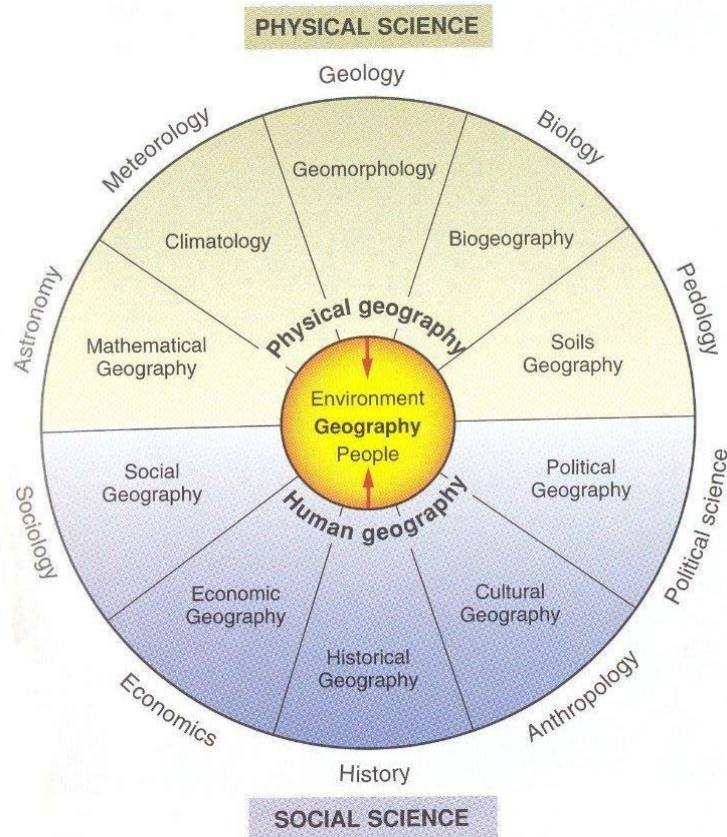 PHYSICAL SCIENCE
Geology
Meteorology
Biology
Geomorphology
Climatology
Biogeography
Astronomy
Pedology
Physical geography
Mathematical
Geography
Soils
Geography
Environment
Geography
People
Social
Geography
Political
Geography
Sociology
Human geography
Political science
Economic
Geography
Cultural
Geography
Historical
Geography
Economics
Anthropology
History
SOCIAL SCIENCE